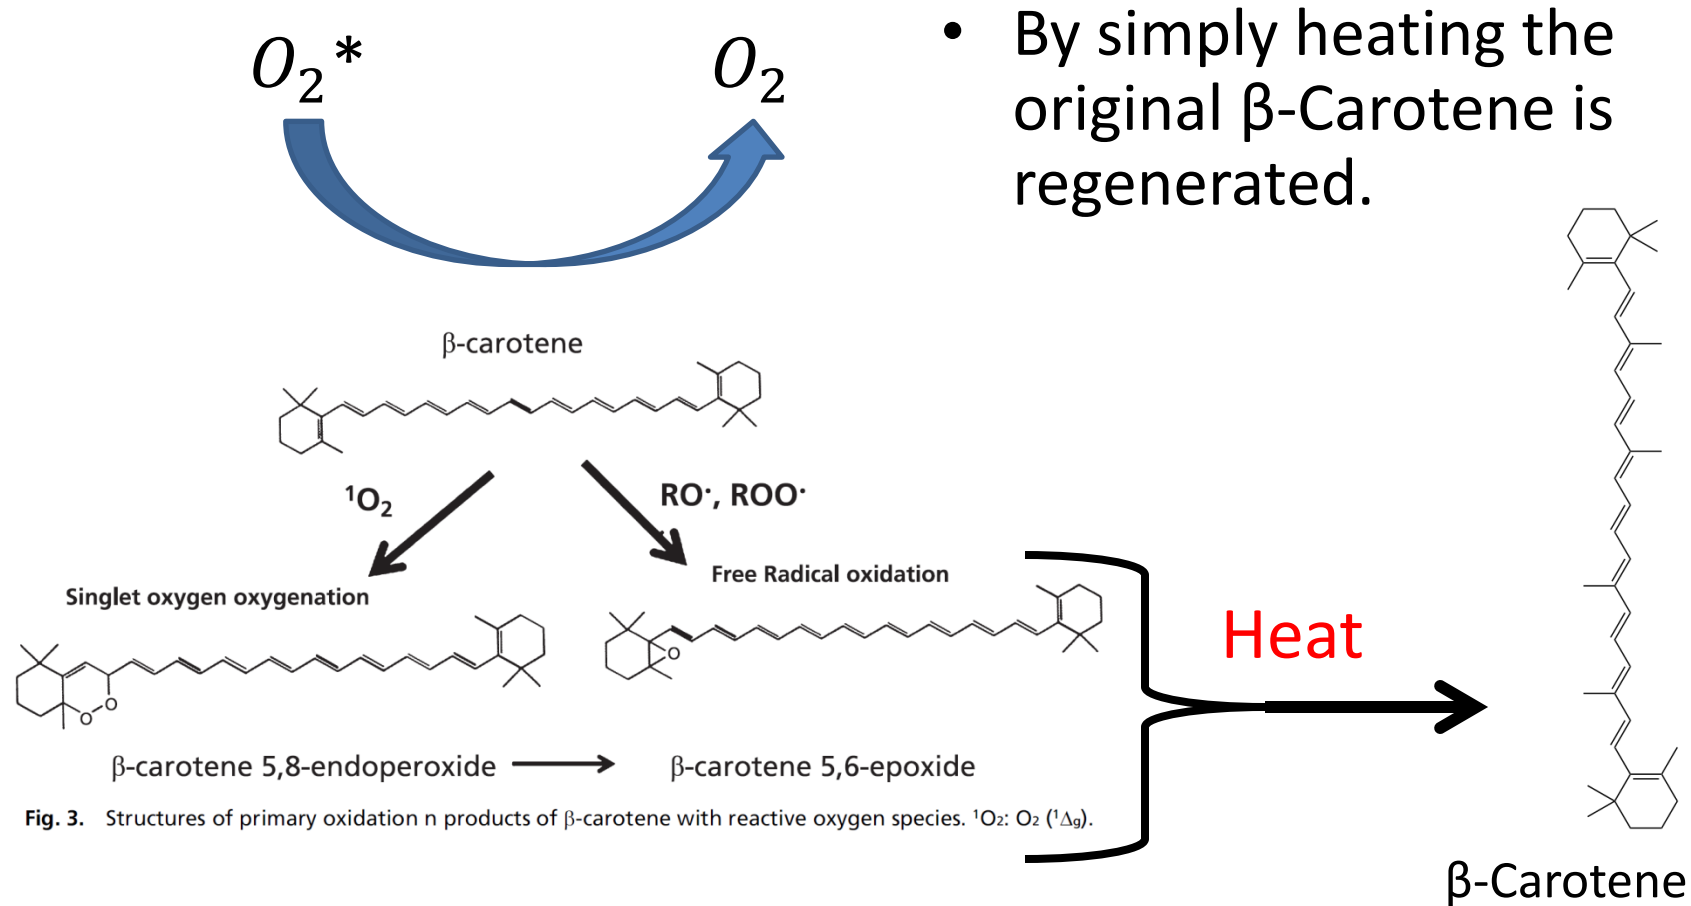 O₂*
O₂
• By simply heating the
original β-Carotene is
regenerated.
β-carotene
¹O₂
RO·, ROO·
Singlet oxygen oxygenation
Free Radical oxidation
O
O
O
Heat
β-carotene 5,8-endoperoxide
β-carotene 5,6-epoxide
Fig. 3. Structures of primary oxidation n products of β-carotene with reactive oxygen species. ¹O₂: O₂ (¹Δg).
β-Carotene